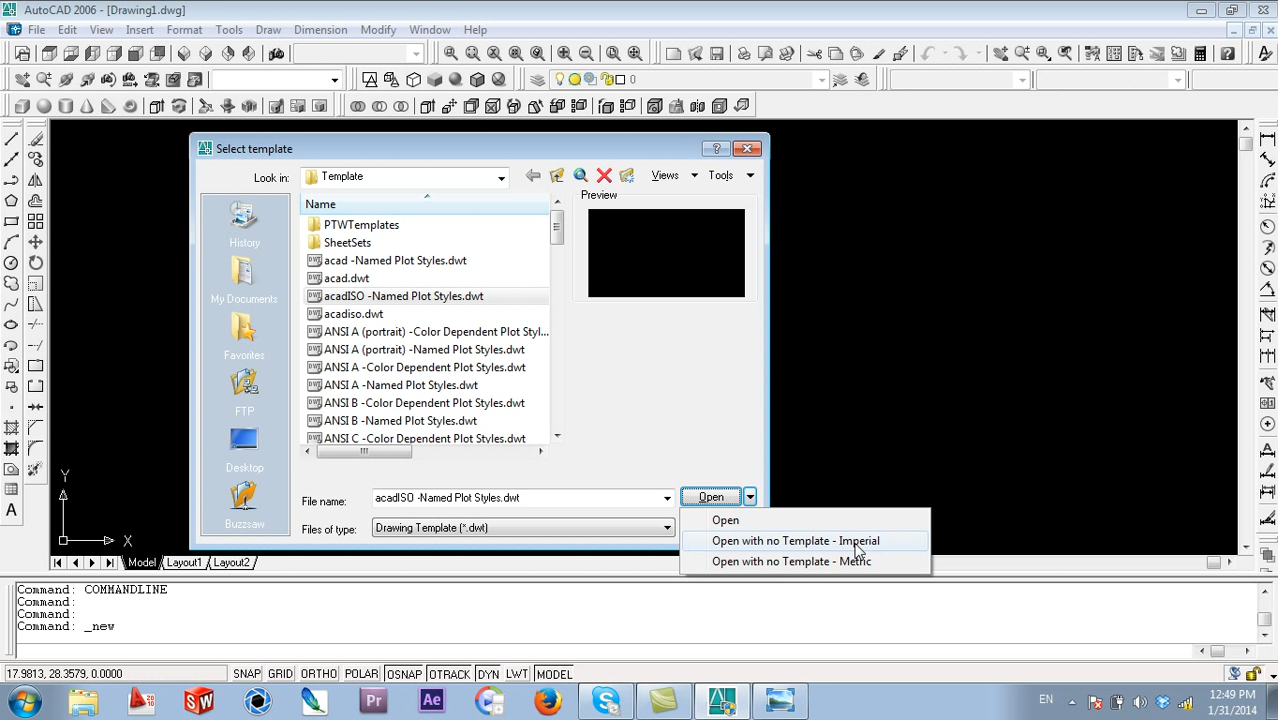 AutoCAD 2006 - [Drawing1.dwg]
File Edit View Insert Format Tools Draw Dimension Modify Window Help
0
Select template
Look in: Template Views Tools
Name
Preview
History
My Documents
Favorites
FTP
Desktop
Buzzsaw
PTWTemplates
SheetSets
acad -Named Plot Styles.dwt
acad.dwt
acadISO -Named Plot Styles.dwt
acadiso.dwt
ANSI A (portrait) -Color Dependent Plot Styl...
ANSI A (portrait) -Named Plot Styles.dwt
ANSI A -Color Dependent Plot Styles.dwt
ANSI A -Named Plot Styles.dwt
ANSI B -Color Dependent Plot Styles.dwt
ANSI B -Named Plot Styles.dwt
ANSI C -Color Dependent Plot Styles.dwt
File name: acadISO -Named Plot Styles.dwt Open
Files of type: Drawing Template (*.dwt)
Open
Open with no Template - Imperial
Open with no Template - Metric
Y
X
Model Layout1 Layout2
Command: COMMANDLINE
Command:
Command:
Command: _new
17.9813, 28.3579, 0.0000 SNAP GRID ORTHO POLAR OSNAP OTRACK DYN LWT MODEL
Pr Ae EN 12:49 PM
1/31/2014